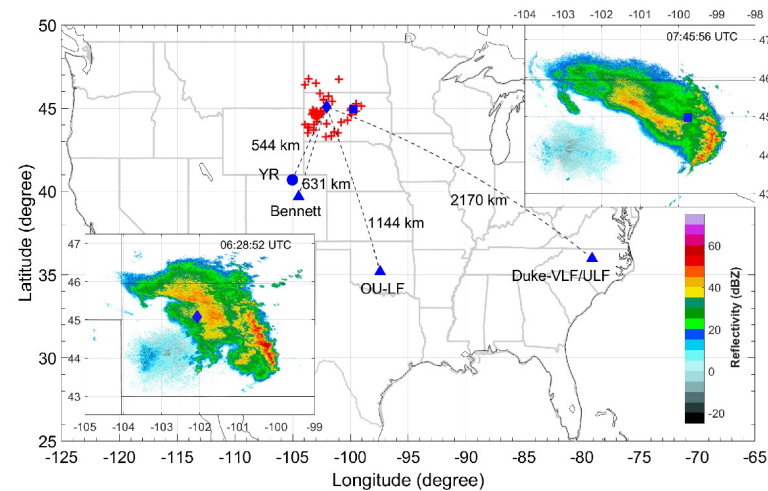 -104 -103 -102 -101 -100 -99 -98
50
07:45:56 UTC
47
46
45
44
43
45
544 km
YR
631 km
40
Bennett
2170 km
1144 km
Latitude (degree)
47
06:28:52 UTC
46
45
44
43
-105 -104 -103 -102 -101 -100 -99
35
OU-LF
Duke-VLF/ULF
60
40
20
0
-20
Reflectivity (dBZ)
30
25
-125 -120 -115 -110 -105 -100 -95 -90 -85 -80 -75 -70 -65
Longitude (degree)